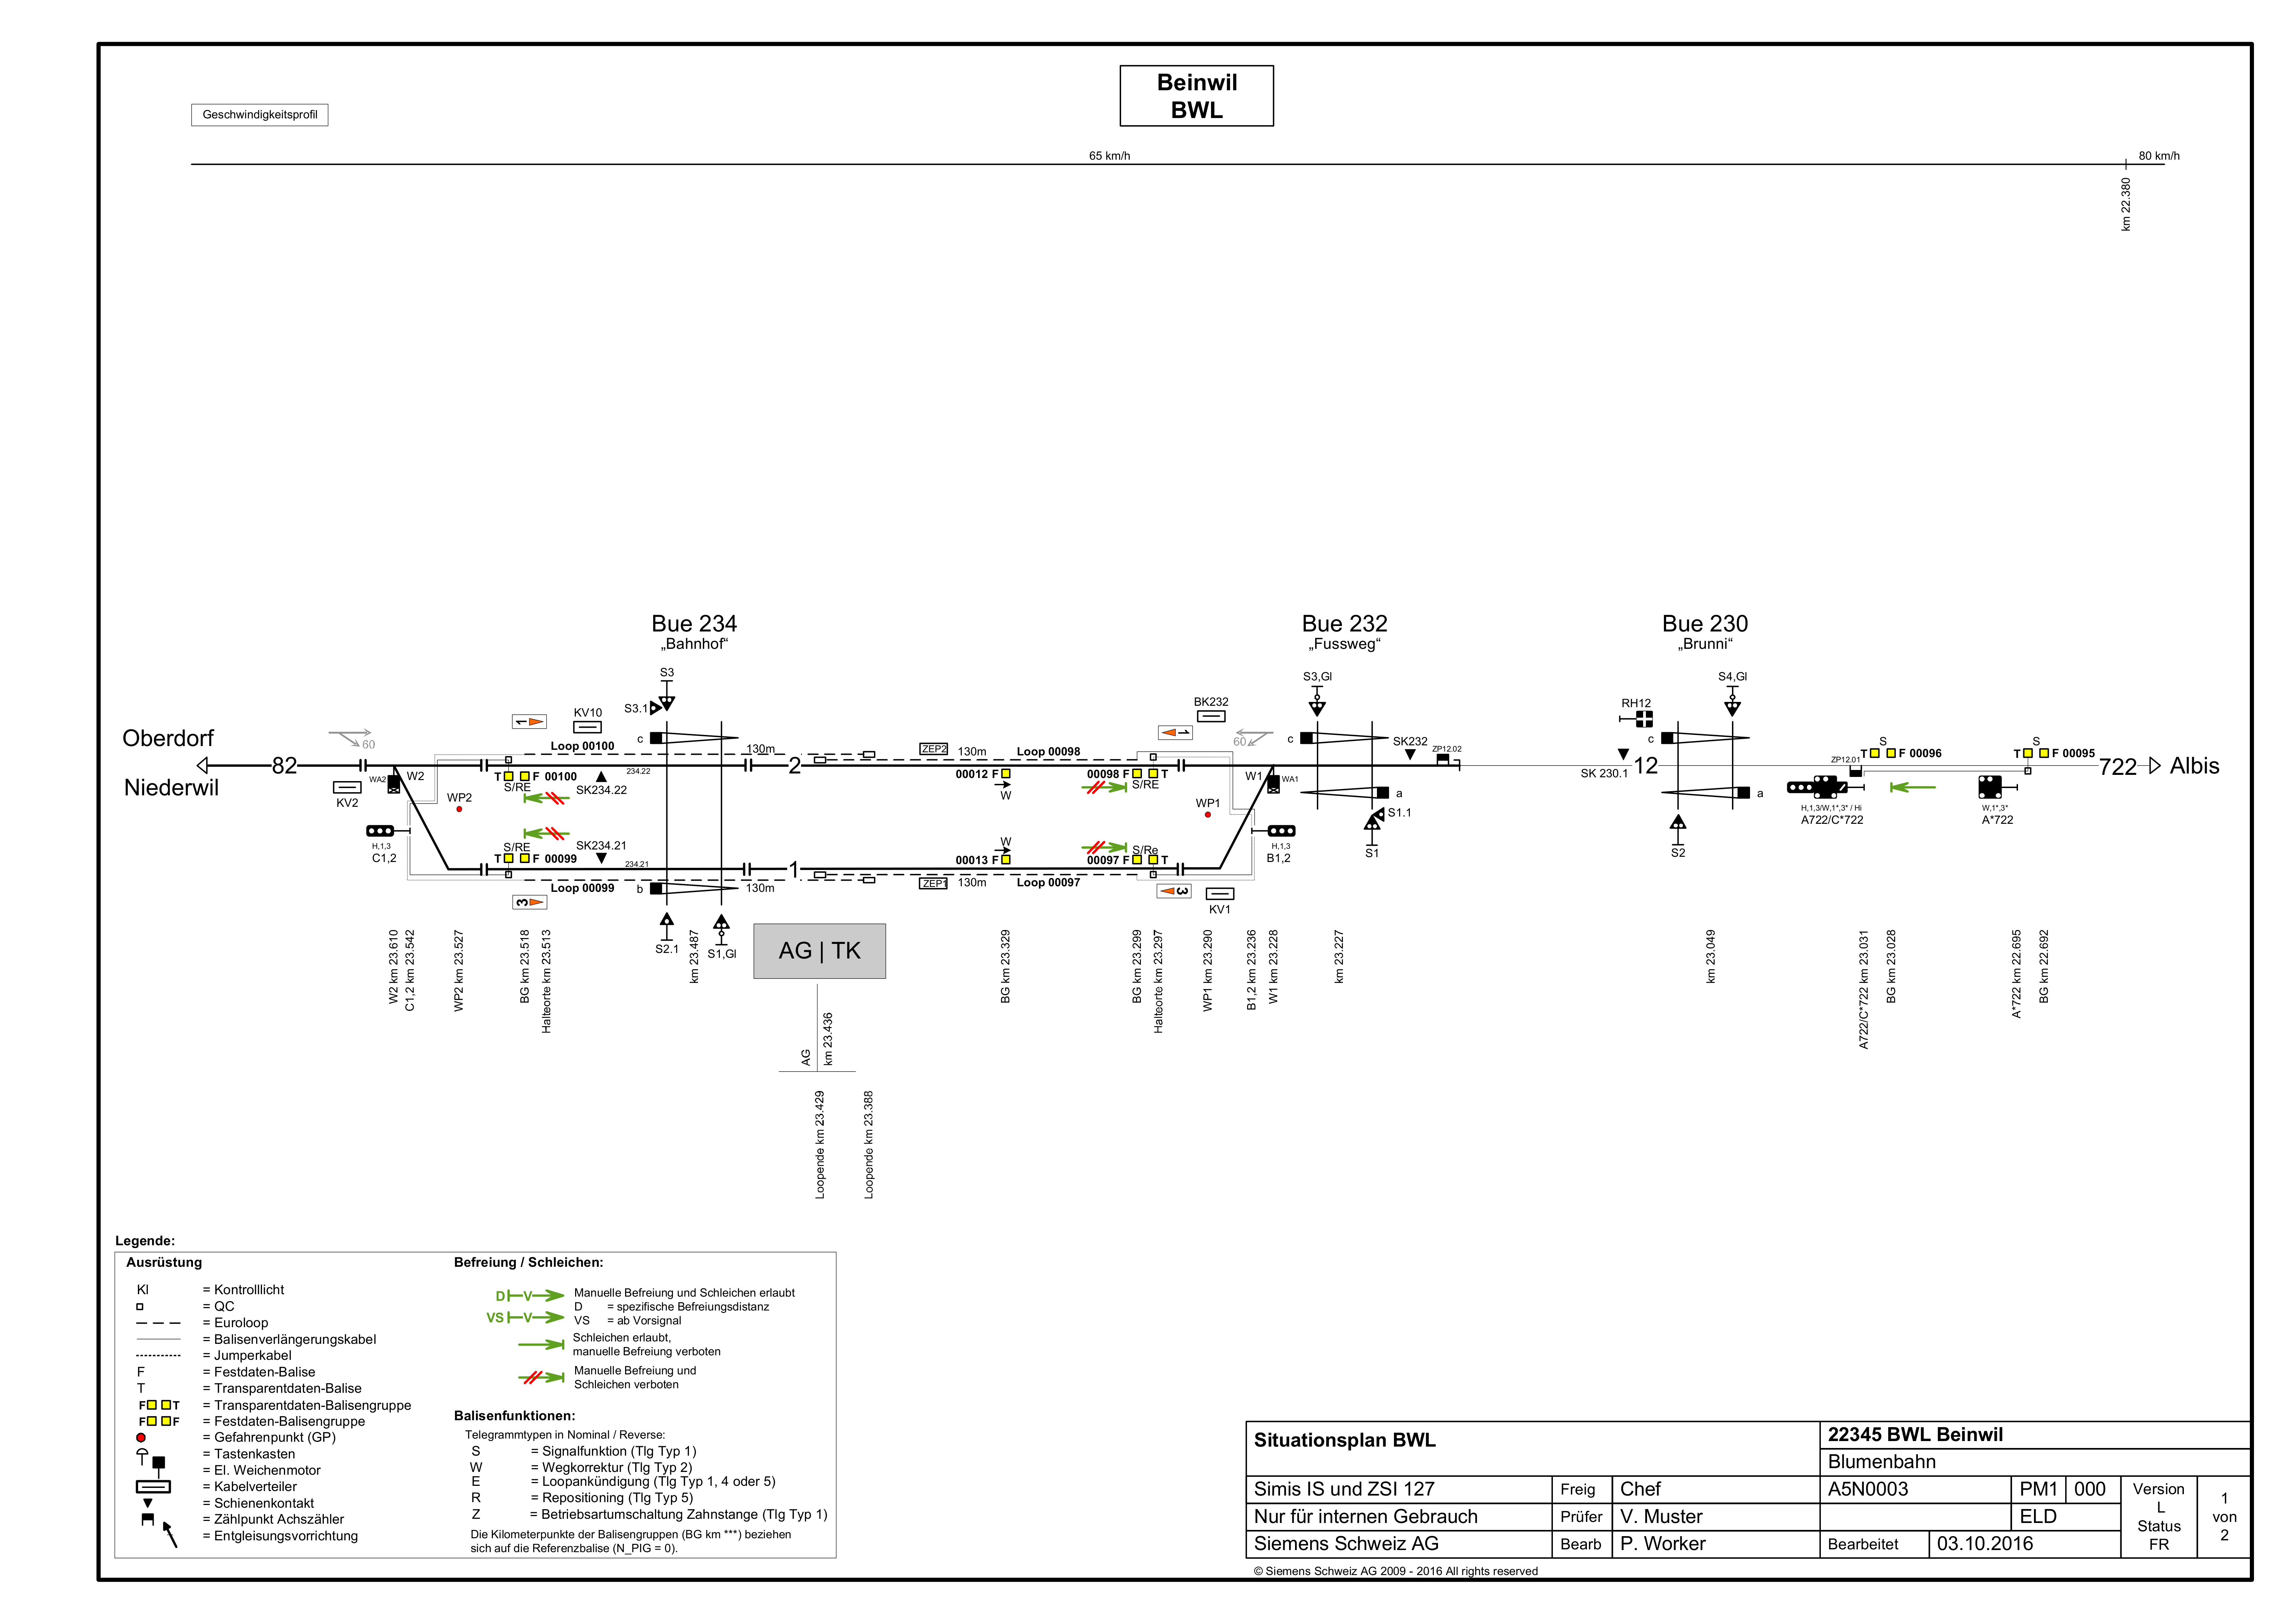 Beinwil
BWL
Geschwindigkeitsprofil
65 km/h
80 km/h
km 22.380
Bue 234
„Bahnhof“
Bue 232
„Fussweg“
Bue 230
„Brunni“
S3
S3,Gl
S4,Gl
S3.1
KV10
BK232
RH12
1
1
Oberdorf
60
Loop 00100
c
130m
ZEP2
130m
Loop 00098
60
c
SK232
ZP12.02
c
S
S
T F 00096
T F 00095
ZP12.01
82
2
12
722
Albis
Niederwil
WA2
W2
T F 00100
234.22
00012 F
00098 F T
W1
WA1
SK 230.1
S/RE
SK234.22
W
S/RE
KV2
WP2
WP1
a
a
S1.1
W,1*,3*
A*722
H,1,3/W,1*,3* / Hi
A722/C*722
H,1,3
C1,2
S/RE
SK234.21
W
S/Re
H,1,3
B1,2
S1
S2
T F 00099
234.21
00013 F
00097 F T
1
Loop 00099
b
130m
ZEP1
130m
Loop 00097
3
3
KV1
S2.1
S1,Gl
AG | TK
W2 km 23.610
C1,2 km 23.542
WP2 km 23.527
BG km 23.518
Halteorte km 23.513
km 23.487
BG km 23.329
BG km 23.299
Halteorte km 23.297
WP1 km 23.290
B1,2 km 23.236
W1 km 23.228
km 23.227
km 23.049
A722/C*722 km 23.031
BG km 23.028
A*722 km 22.695
BG km 22.692
AG
km 23.436
Loopende km 23.429
Loopende km 23.388
Legende:
Ausrüstung
Kl = Kontrolllicht
= QC
= Euroloop
= Balisenverlängerungskabel
= Jumperkabel
F = Festdaten-Balise
T = Transparentdaten-Balise
F T = Transparentdaten-Balisengruppe
F F = Festdaten-Balisengruppe
= Gefahrenpunkt (GP)
= Tastenkasten
= El. Weichenmotor
= Kabelverteiler
= Schienenkontakt
= Zählpunkt Achszähler
= Entgleisungsvorrichtung
Befreiung / Schleichen:
D V Manuelle Befreiung und Schleichen erlaubt
D = spezifische Befreiungsdistanz
VS V VS = ab Vorsignal
Schleichen erlaubt,
manuelle Befreiung verboten
Manuelle Befreiung und
Schleichen verboten
Balisenfunktionen:
Telegrammtypen in Nominal / Reverse:
S = Signalfunktion (Tlg Typ 1)
W = Wegkorrektur (Tlg Typ 2)
E = Loopankündigung (Tlg Typ 1, 4 oder 5)
R = Repositioning (Tlg Typ 5)
Z = Betriebsartumschaltung Zahnstange (Tlg Typ 1)
Die Kilometerpunkte der Balisengruppen (BG km ***) beziehen
sich auf die Referenzbalise (N_PIG = 0).
Situationsplan BWL
22345 BWL Beinwil
Blumenbahn
Simis IS und ZSI 127
Freig
Chef
A5N0003
PM1
000
Nur für internen Gebrauch
Prüfer
V. Muster
ELD
Siemens Schweiz AG
Bearb
P. Worker
Bearbeitet
03.10.2016
Version
L
Status
FR
1
von
2
© Siemens Schweiz AG 2009 - 2016 All rights reserved